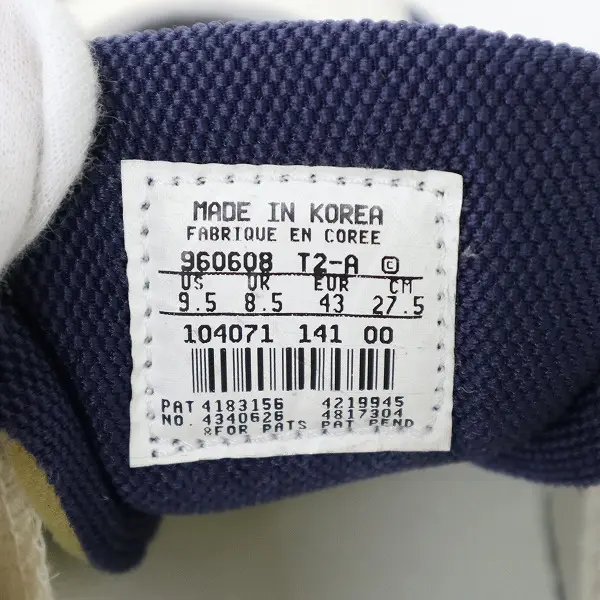 MADE IN KOREA
FABRIQUE EN COREE
960608 T2-A ©
US UK EUR CM
9.5 8.5 43 27.5
104071 141 00
PAT 4183156 4219945
NO. 4340626 4817304
&FOR PATS PAT PEND